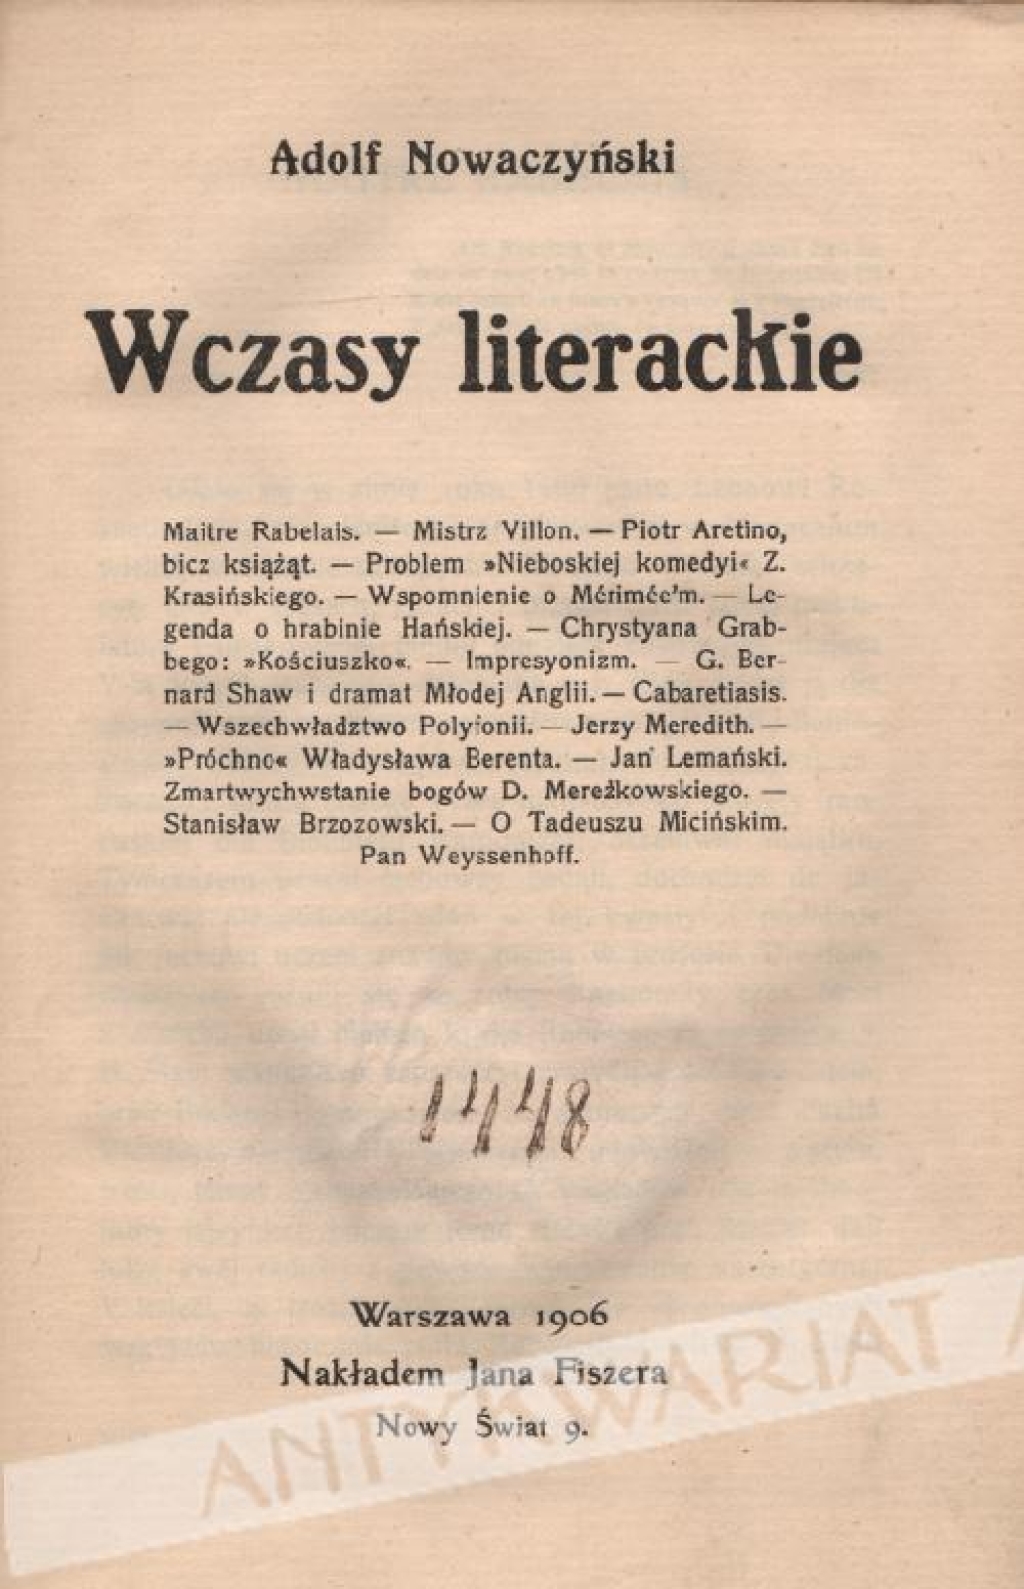 Adolf Nowaczyński
Wczasy literackie
Maitre Rabelais. — Mistrz Villon. — Piotr Aretino,
bicz książąt. — Problem »Nieboskiej komedyi« Z.
Krasińskiego. — Wspomnienie o Mérimée'm. — Le-
genda o hrabinie Hańskiej. — Chrystyana Grab-
bego: »Kościuszko«. — Impresyonizm. — G. Ber-
nard Shaw i dramat Młodej Anglii. — Cabaretiasis.
— Wszechwładztwo Polyfonii. — Jerzy Meredith. —
»Próchno« Władysława Berenta. — Jan Lemański.
Zmartwychwstanie bogów D. Mereżkowskiego. —
Stanisław Brzozowski. — O Tadeuszu Micińskim.
Pan Weyssenhoff.
1448
Warszawa 1906
Nakładem Jana Fiszera
Nowy Świat 9.
ANTYKWARIAT A